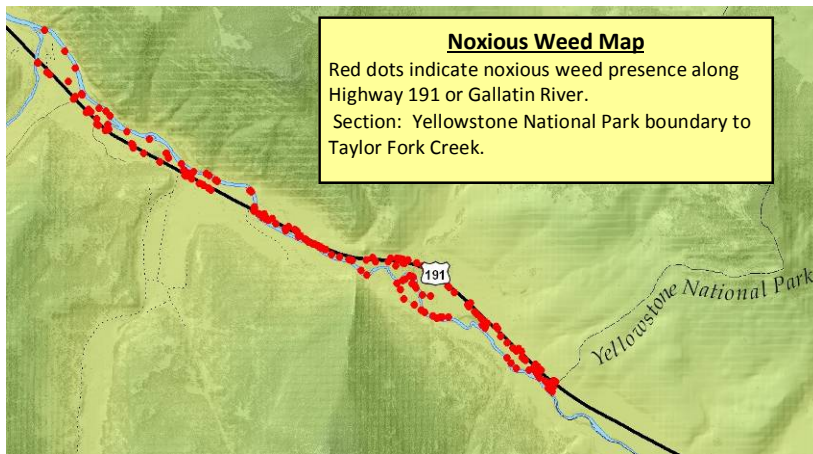 Noxious Weed Map
Red dots indicate noxious weed presence along
Highway 191 or Gallatin River.
Section:  Yellowstone National Park boundary to
Taylor Fork Creek.
191
Yellowstone National Park